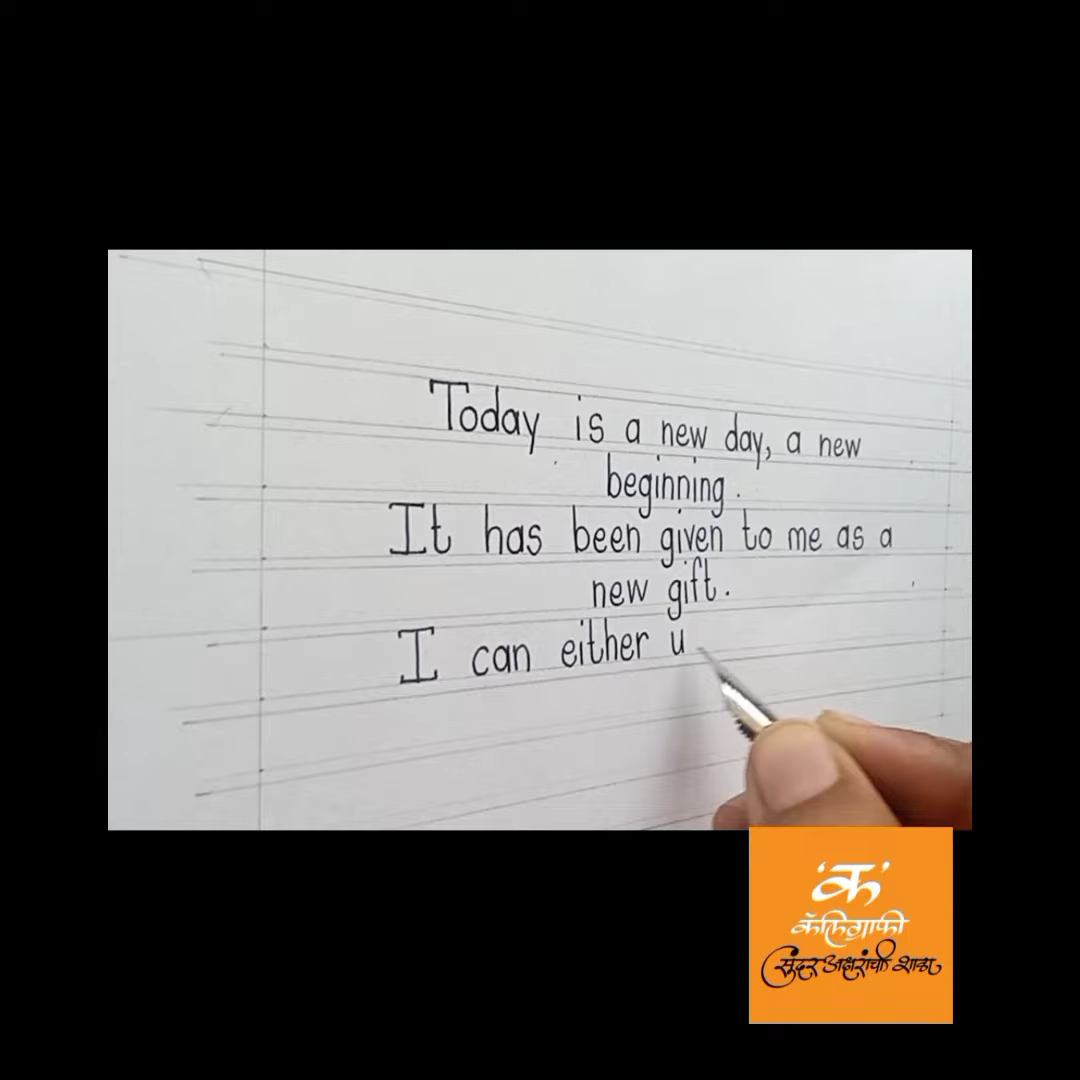 Today is a new day, a new
beginning.
It has been given to me as a
new gift.
I can either u
'क'
कॅलिग्राफी
सुंदर अक्षरांची शाळा